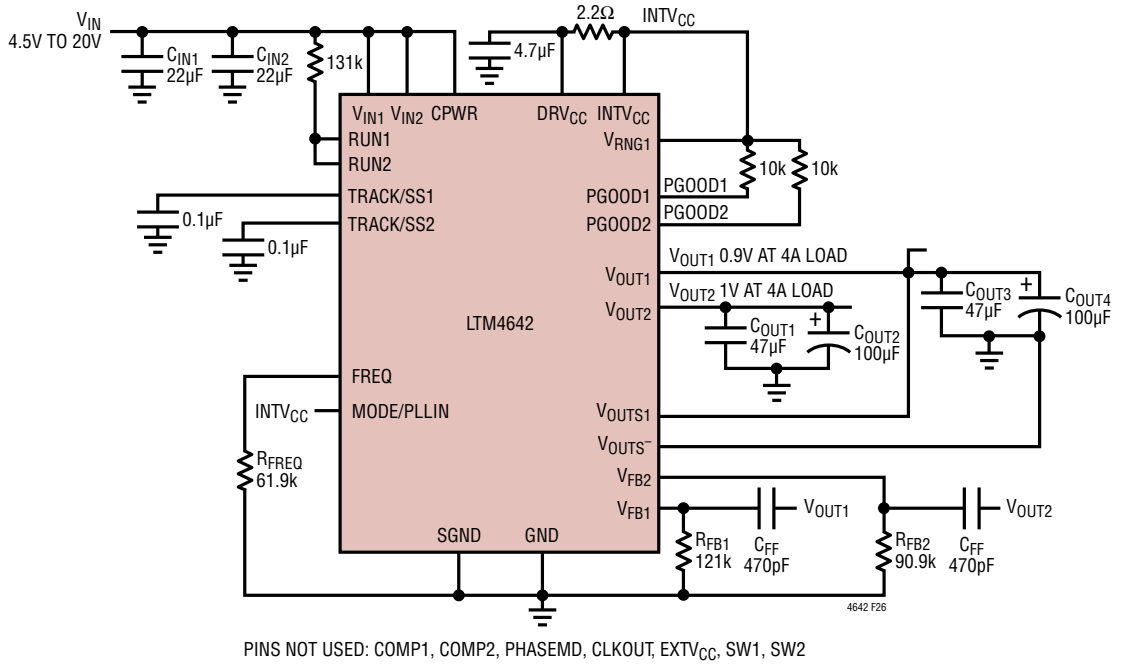 VIN
4.5V TO 20V
CIN1
22µF
CIN2
22µF
131k
4.7µF
2.2Ω
INTVCC
VIN1 VIN2 CPWR
DRVCC INTVCC
RUN1
RUN2
TRACK/SS1
TRACK/SS2
0.1µF
0.1µF
VRNG1
10k
10k
PGOOD1
PGOOD1
PGOOD2
PGOOD2
VOUT1
VOUT1 0.9V AT 4A LOAD
VOUT2
VOUT2 1V AT 4A LOAD
COUT1
47µF
+
COUT2
100µF
COUT3
47µF
+
COUT4
100µF
LTM4642
FREQ
INTVCC
MODE/PLLIN
RFREQ
61.9k
VOUTS1
VOUTS–
VFB2
VFB1
VOUT1
VOUT2
RFB1
121k
CFF
470pF
RFB2
90.9k
CFF
470pF
SGND
GND
4642 F26
PINS NOT USED: COMP1, COMP2, PHASEMD, CLKOUT, EXTVCC, SW1, SW2